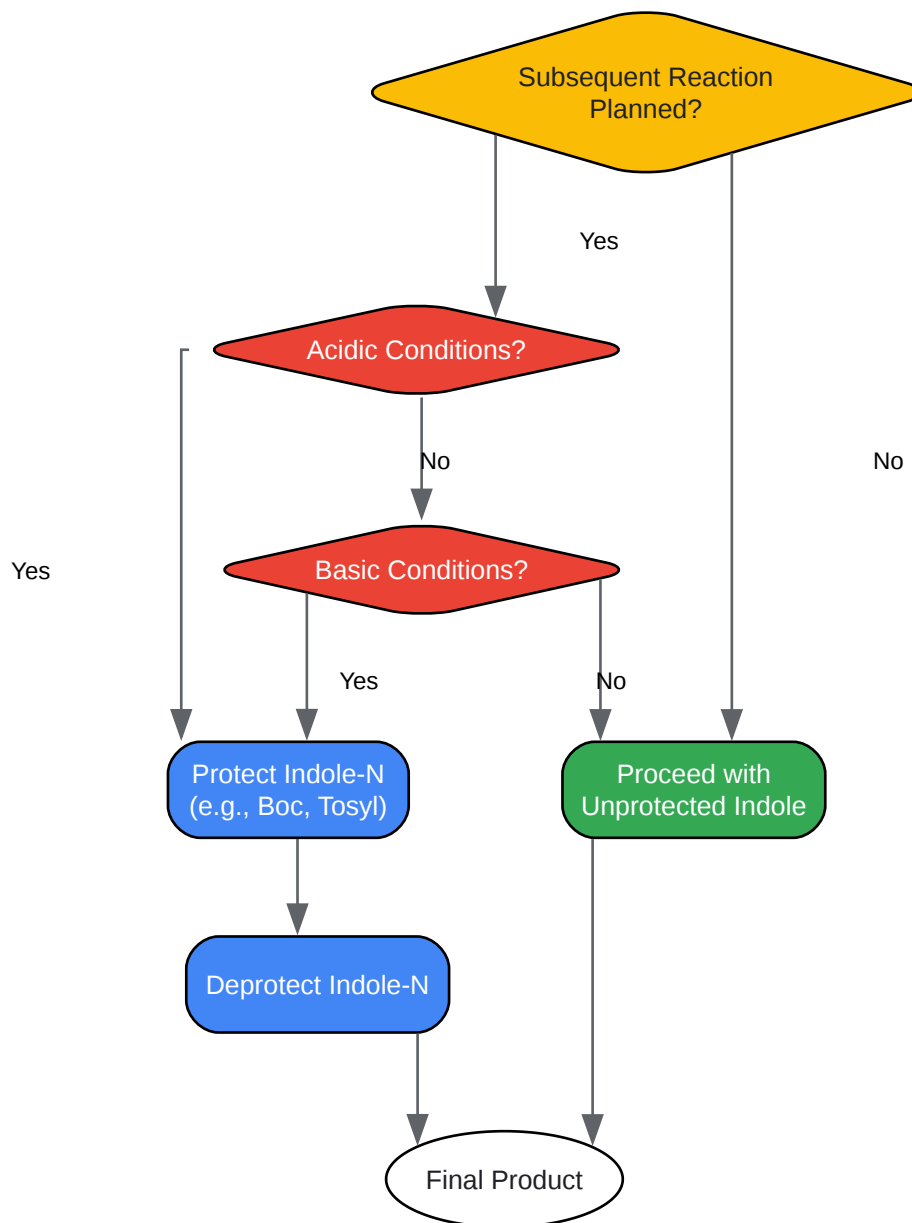 Subsequent Reaction
Planned?
Yes
Acidic Conditions?
No
No
Yes
Basic Conditions?
Yes
No
Protect Indole-N
(e.g., Boc, Tosyl)
Proceed with
Unprotected Indole
Deprotect Indole-N
Final Product